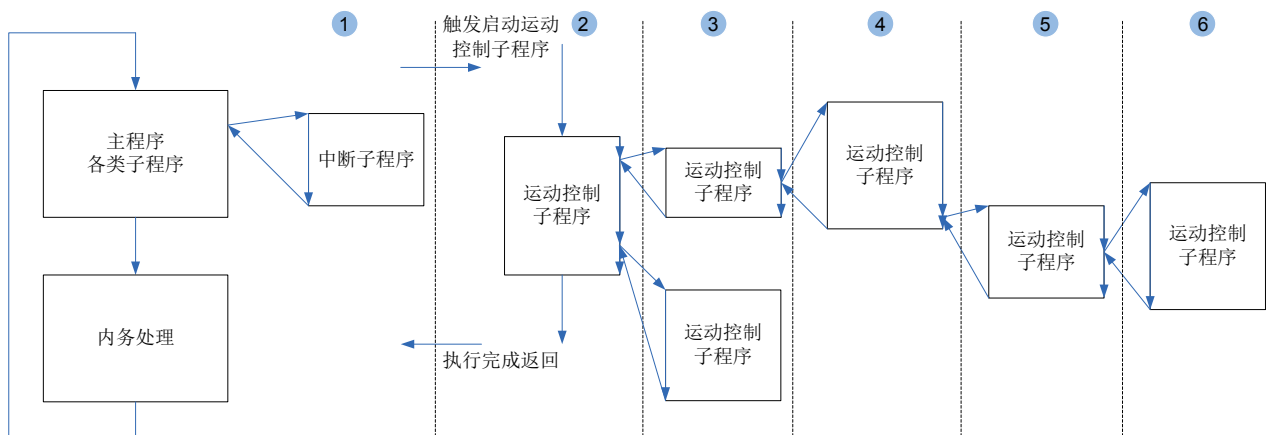 1
触发启动运动
控制子程序
2
3
4
5
6
主程序
各类子程序
中断子程序
运动控制
子程序
运动控制
子程序
运动控制
子程序
运动控制
子程序
运动控制
子程序
内务处理
运动控制
子程序
执行完成返回